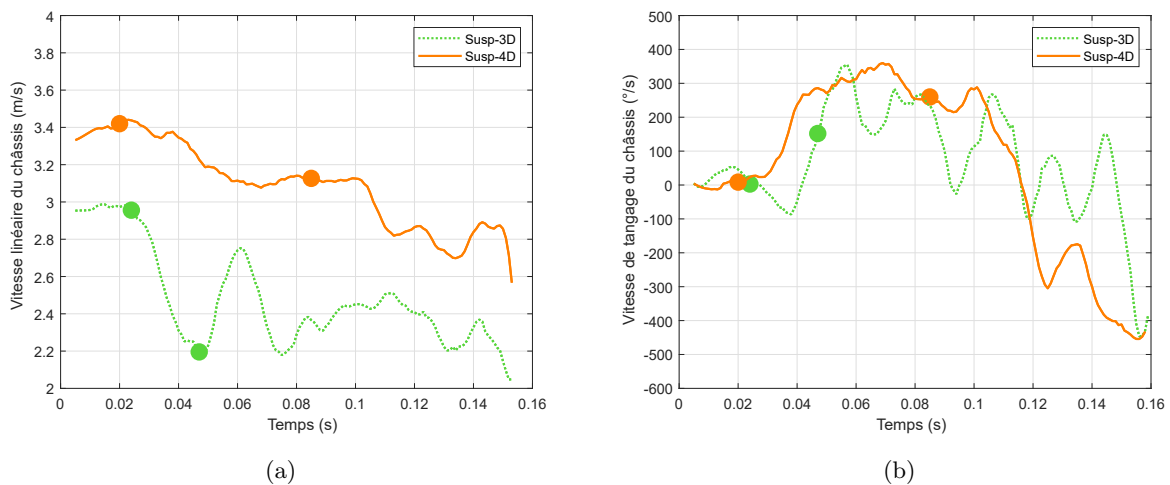 4
3.8
3.6
3.4
3.2
3
2.8
2.6
2.4
2.2
2
Vitesse linéaire du châssis (m/s)
Susp-3D
Susp-4D
0 0.02 0.04 0.06 0.08 0.1 0.12 0.14 0.16
Temps (s)
(a)
500
400
300
200
100
0
-100
-200
-300
-400
-500
-600
Vitesse de tangage du châssis (°/s)
Susp-3D
Susp-4D
0 0.02 0.04 0.06 0.08 0.1 0.12 0.14 0.16
Temps (s)
(b)